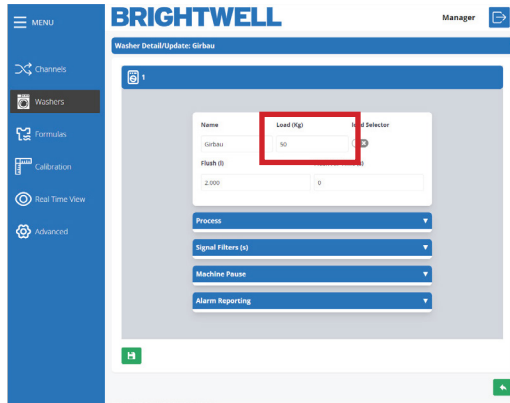 MENU
BRIGHTWELL
Manager
Washer Detail/Update: Girbau
Channels
Washers
Formulas
Calibration
Real Time View
Advanced
1
Name
Load (Kg)
Selector
Girbau
50
Flush (l)
2.000
0
Process
Signal Filters (s)
Machine Pause
Alarm Reporting